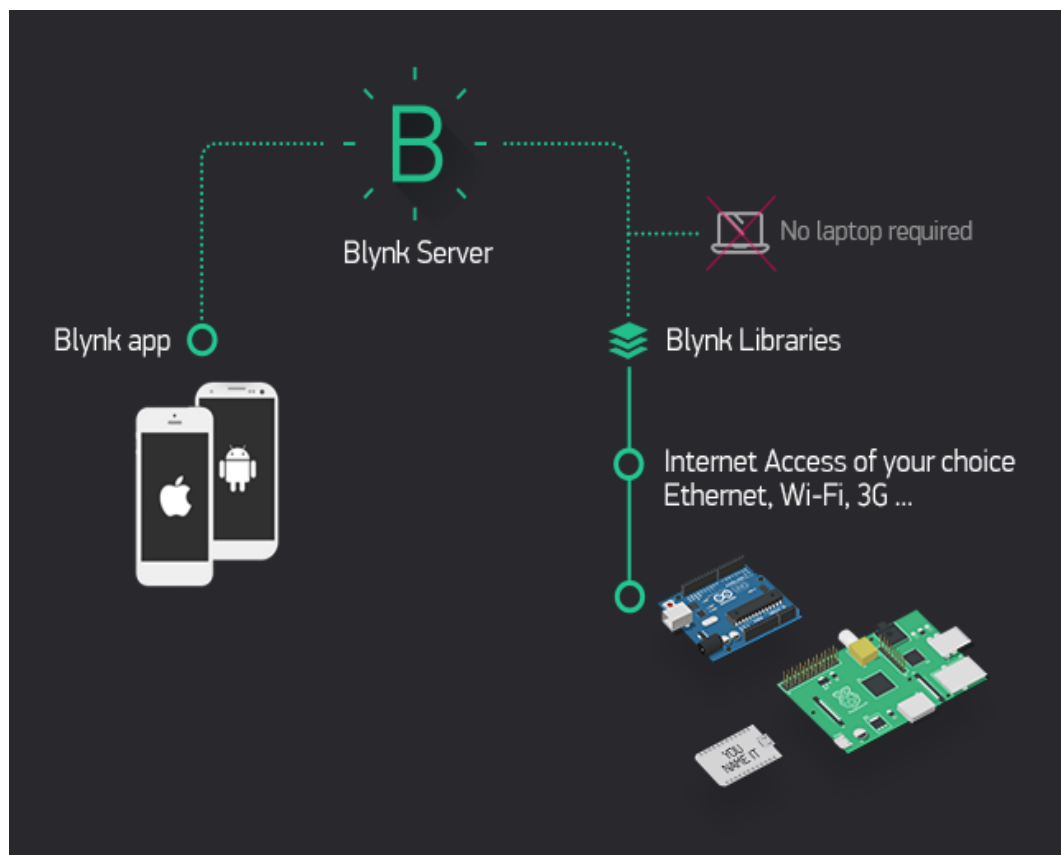 B
Blynk Server
No laptop required
Blynk app
Blynk Libraries
Internet Access of your choice
Ethernet, Wi-Fi, 3G ...
UNO
YOU
NAME IT